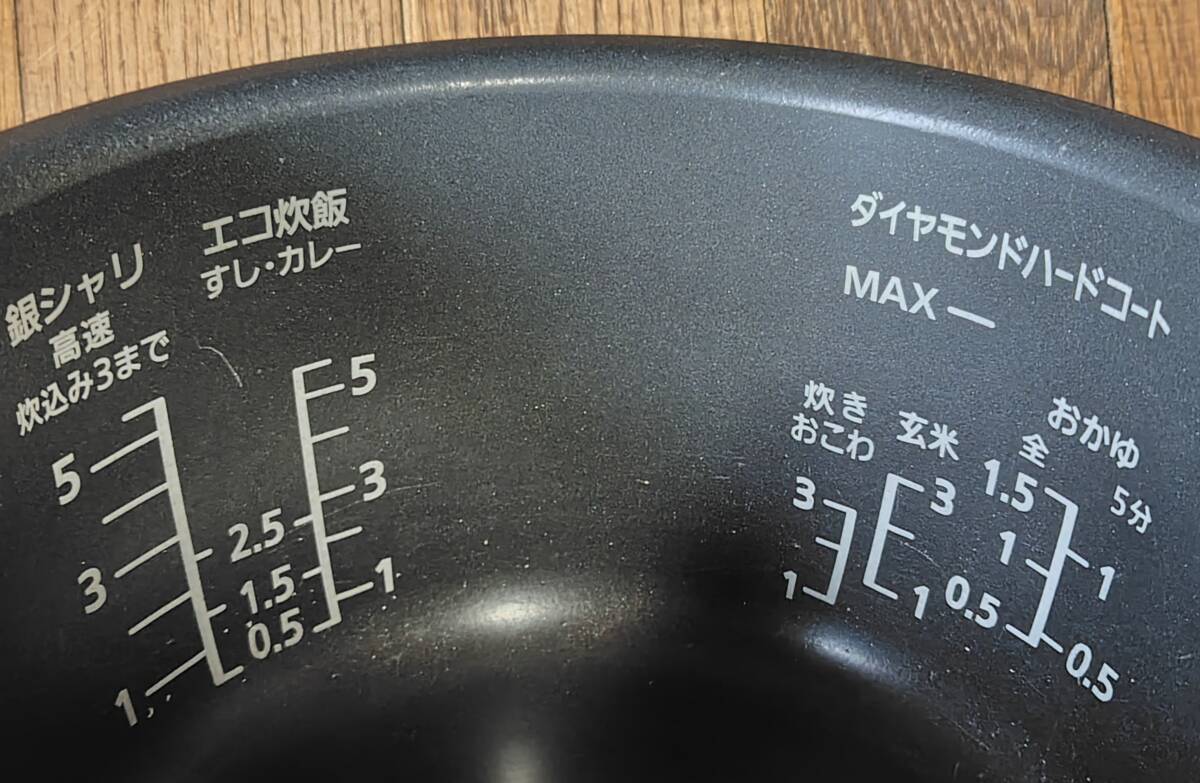 銀シャリ
高速
炊込み3まで
5
3
1
エコ炊飯
すし・カレー
5
3
1
2.5
1.5
0.5
ダイヤモンドハードコート
MAX
炊き
おこわ
3
1
玄米
3
1
おかゆ
全
1.5
1
0.5
5分
1
0.5